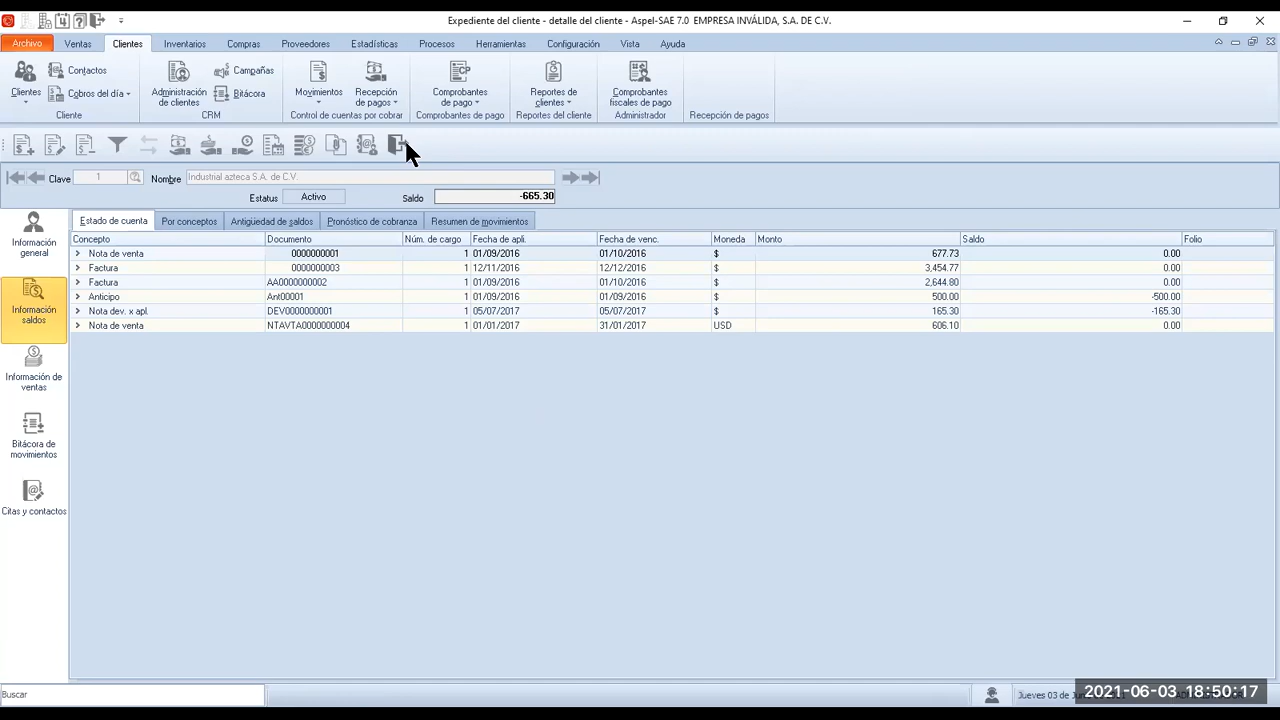 Expediente del cliente - detalle del cliente - Aspel-SAE 7.0 EMPRESA INVÁLIDA, S.A. DE C.V.
Archivo Ventas Clientes Inventarios Compras Proveedores Estadísticas Procesos Herramientas Configuración Vista Ayuda
Clientes
Contactos
Cobros del día
Cliente
Administración de clientes
Campañas
Bitácora
CRM
Movimientos
Recepción de pagos
Control de cuentas por cobrar
Comprobantes de pago
Comprobantes de pago
Reportes de clientes
Reportes del cliente
Comprobantes fiscales de pago
Administrador
Recepción de pagos
Clave 1 Nombre Industrial azteca S.A. de C.V.
Estatus Activo Saldo -665.30
Información general
Información saldos
Información de ventas
Bitácora de movimientos
Citas y contactos
Estado de cuenta Por conceptos Antigüedad de saldos Pronóstico de cobranza Resumen de movimientos
Concepto Documento Núm. de cargo Fecha de apli. Fecha de venc. Moneda Monto Saldo Folio
Nota de venta 0000000001 1 01/09/2016 01/10/2016 $ 677.73 0.00
Factura 0000000003 1 12/11/2016 12/12/2016 $ 3,454.77 0.00
Factura AA0000000002 1 01/09/2016 01/10/2016 $ 2,644.80 0.00
Anticipo Ant00001 1 01/09/2016 01/09/2016 $ 500.00 -500.00
Nota dev. x apl. DEV0000000001 1 05/07/2017 05/07/2017 $ 165.30 -165.30
Nota de venta NTAVTA0000000004 1 01/01/2017 31/01/2017 USD 606.10 0.00
Buscar
Jueves 03 de
2021-06-03 18:50:17